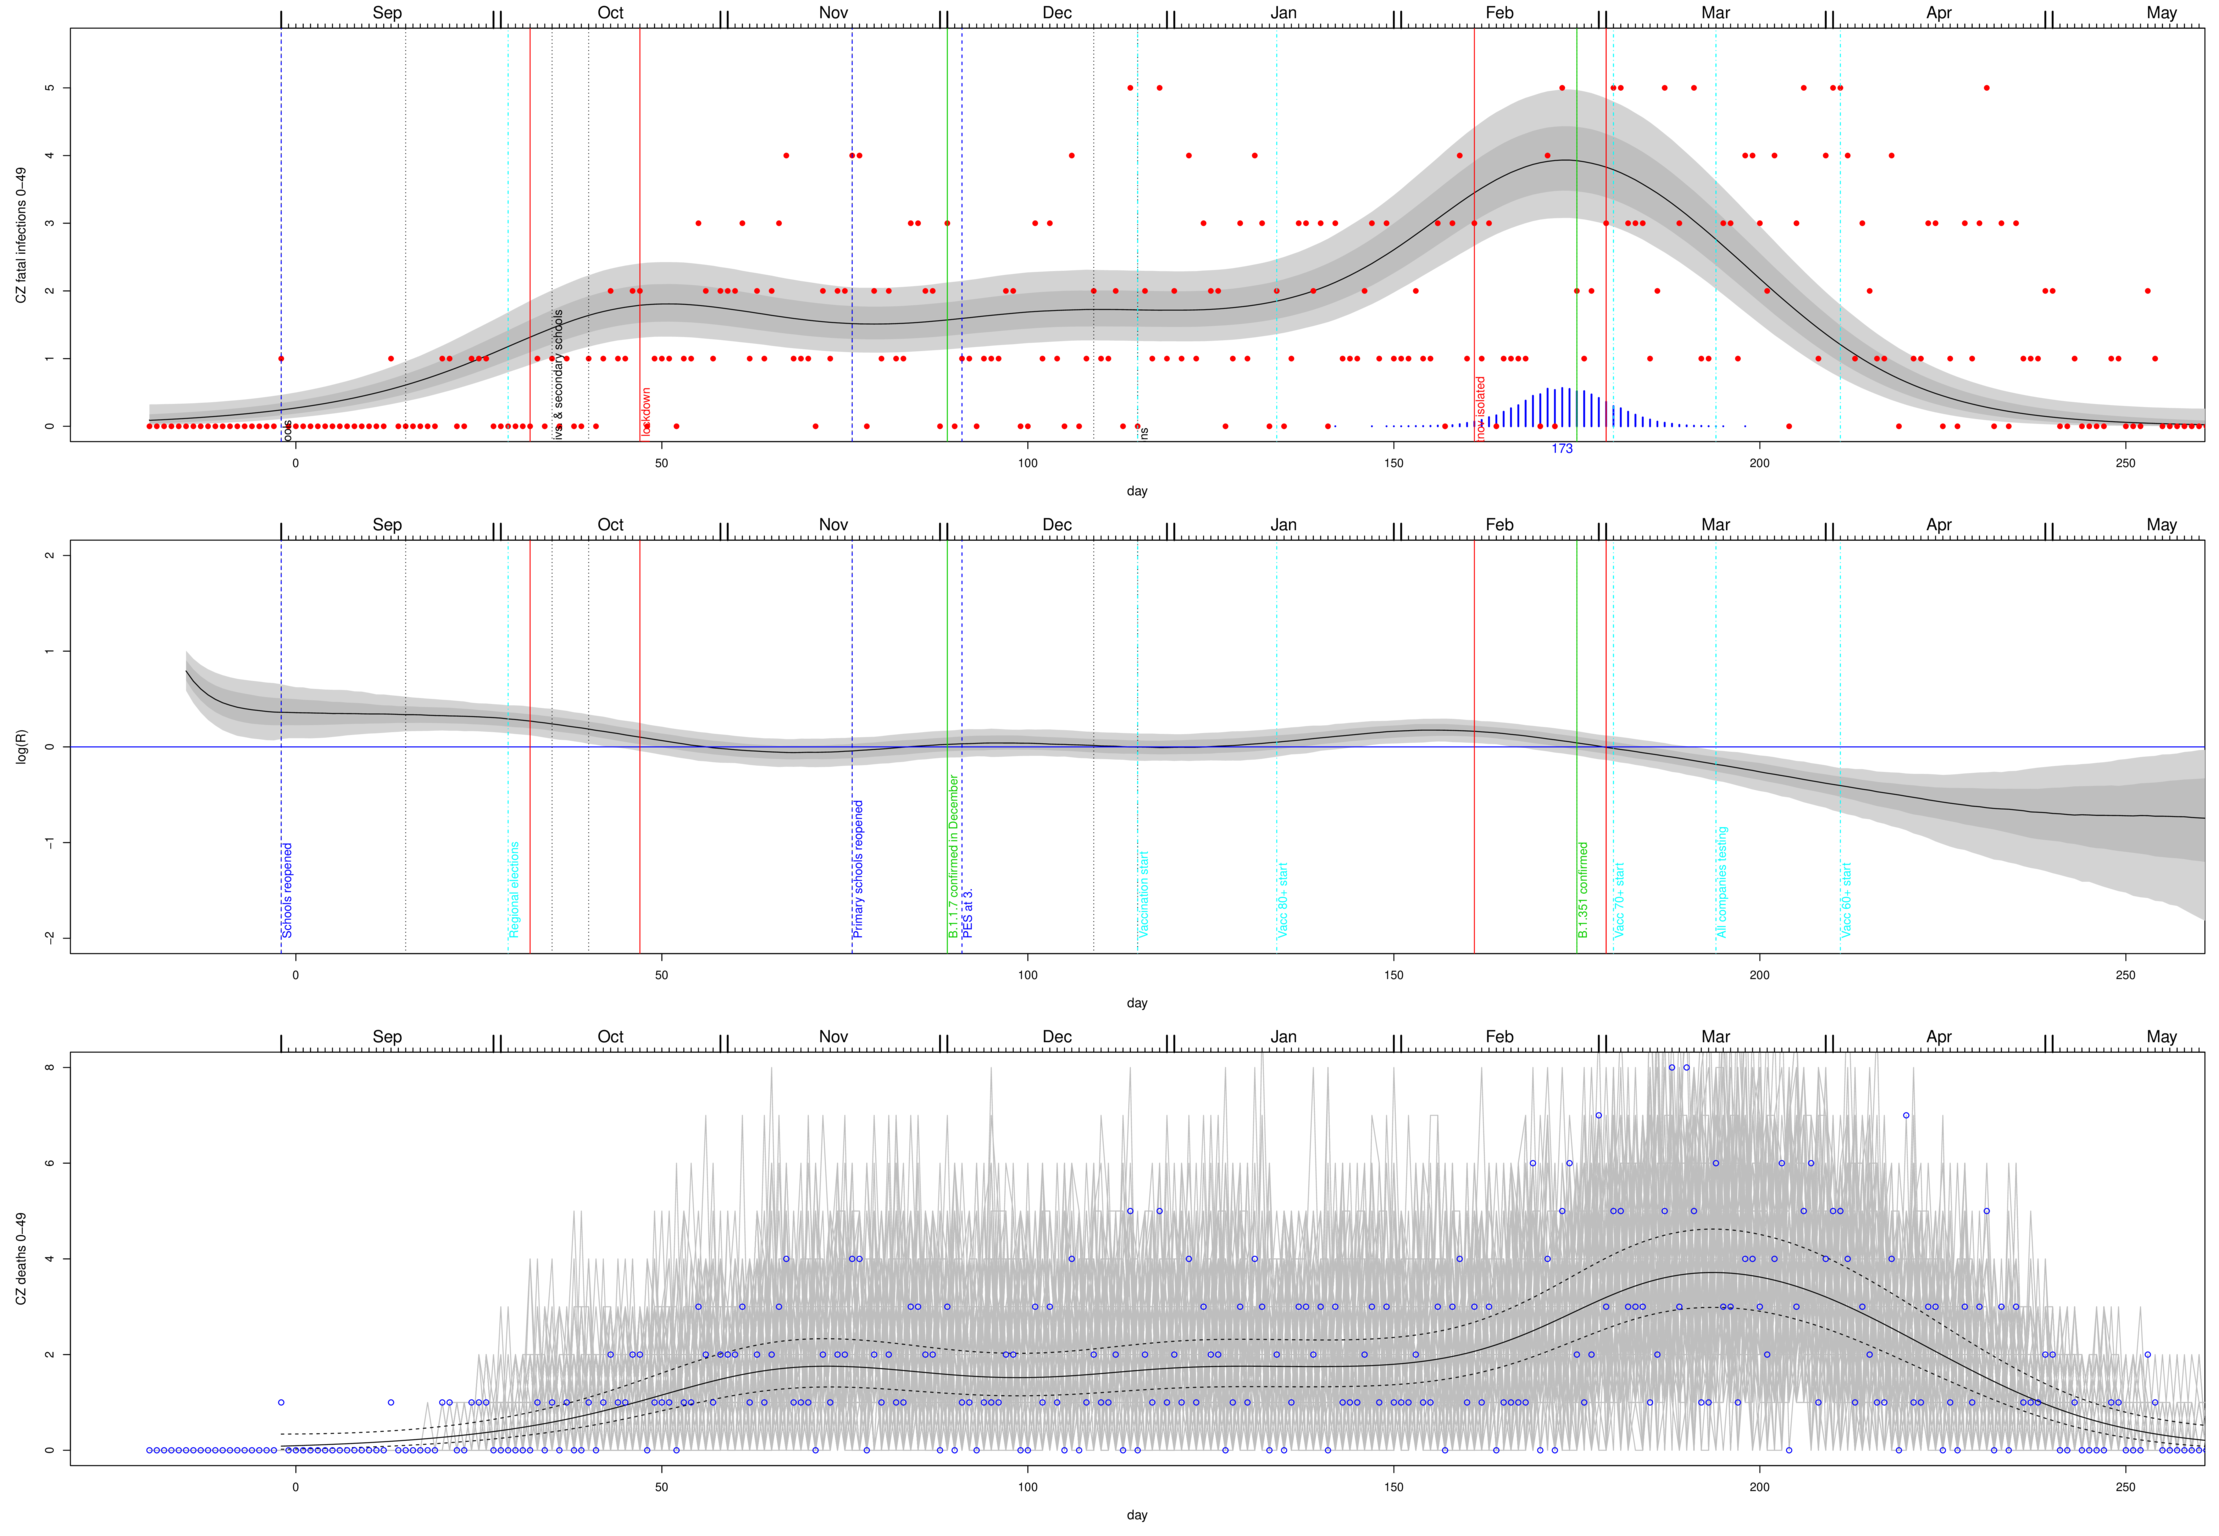 Sep Oct Nov Dec Jan Feb Mar Apr May
CZ fatal infections 0−49
5
4
3
2
1
0
ools
ivs & secondary schools
lockdown
ns
(nov isolated
173
0 50 100 150 200 250
day
Sep Oct Nov Dec Jan Feb Mar Apr May
log(R)
2
1
0
−1
−2
Schools reopened
Regional elections
Primary schools reopened
B.1.1.7 confirmed in December
PES at 3.
Vaccination start
Vacc 80+ start
B.1.351 confirmed
Vacc 70+ start
All companies testing
Vacc 60+ start
0 50 100 150 200 250
day
Sep Oct Nov Dec Jan Feb Mar Apr May
CZ deaths 0−49
8
6
4
2
0
0 50 100 150 200 250
day